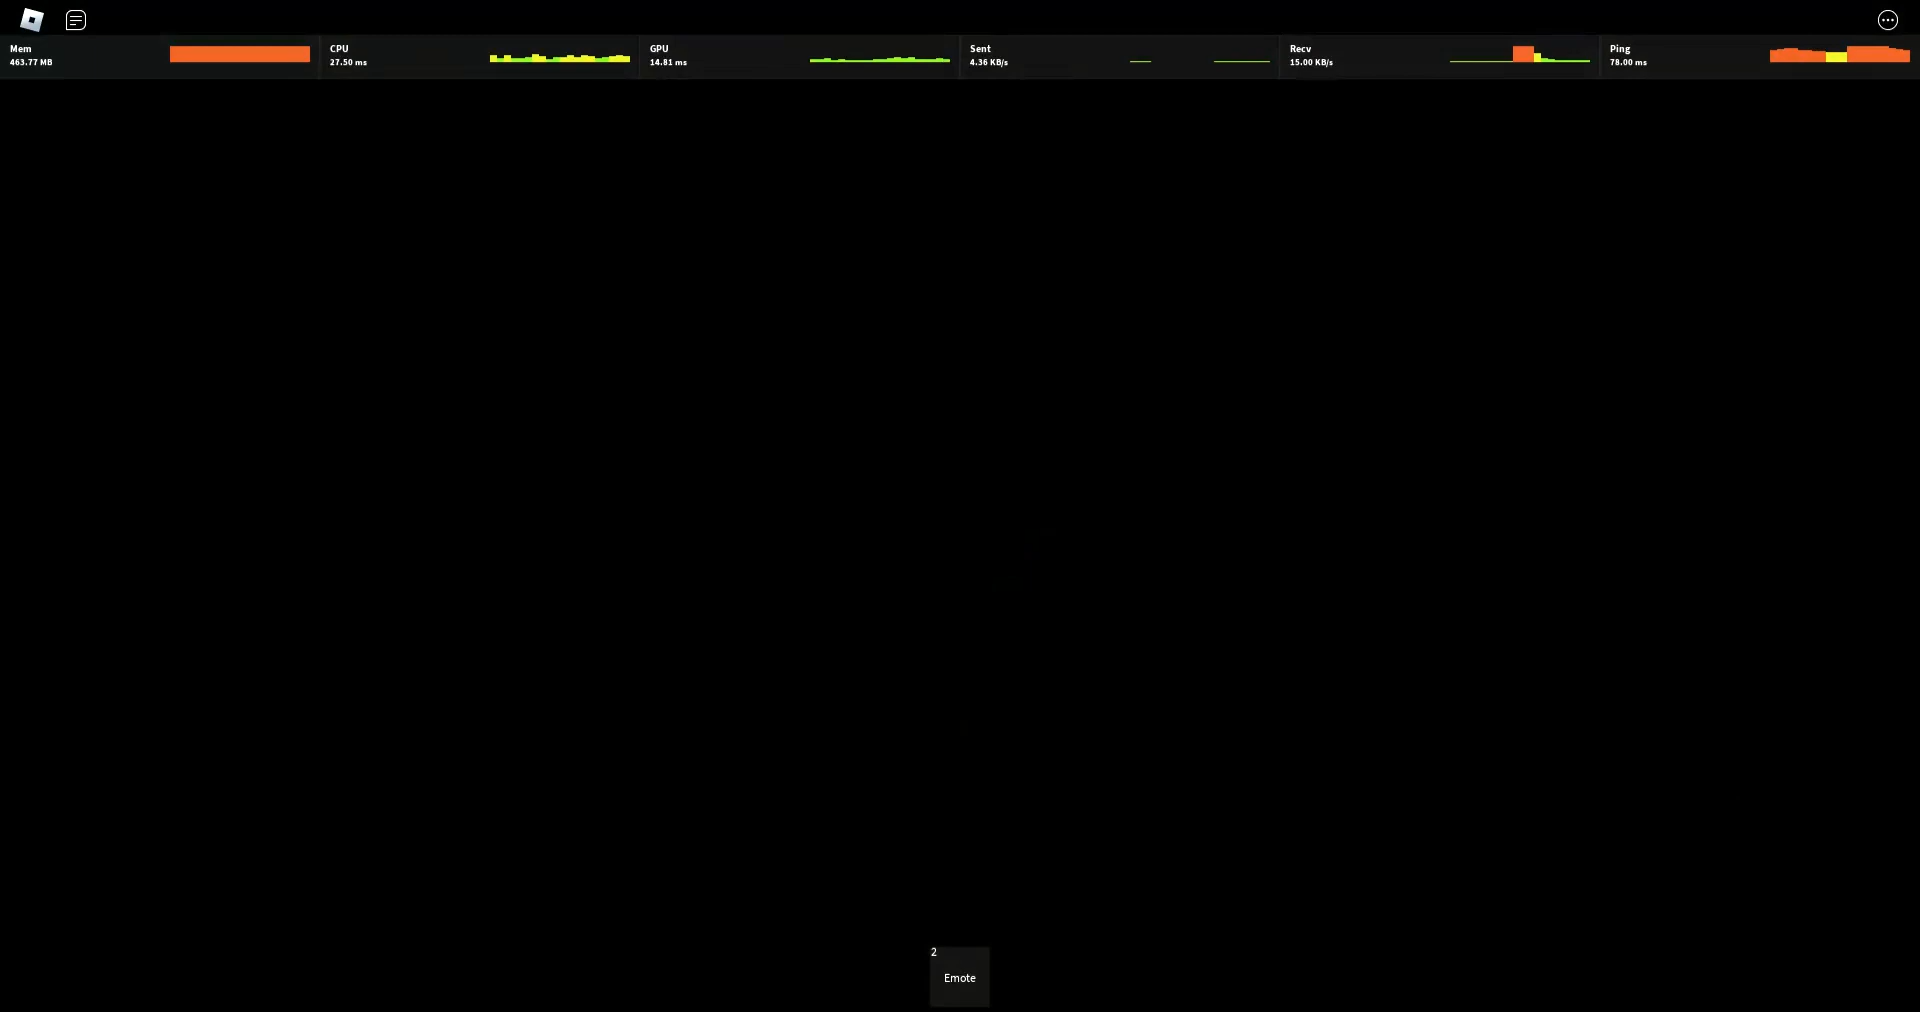 Mem
463.77 MB
CPU
27.50 ms
GPU
14.81 ms
Sent
4.36 KB/s
Recv
15.00 KB/s
Ping
78.00 ms
2
Emote